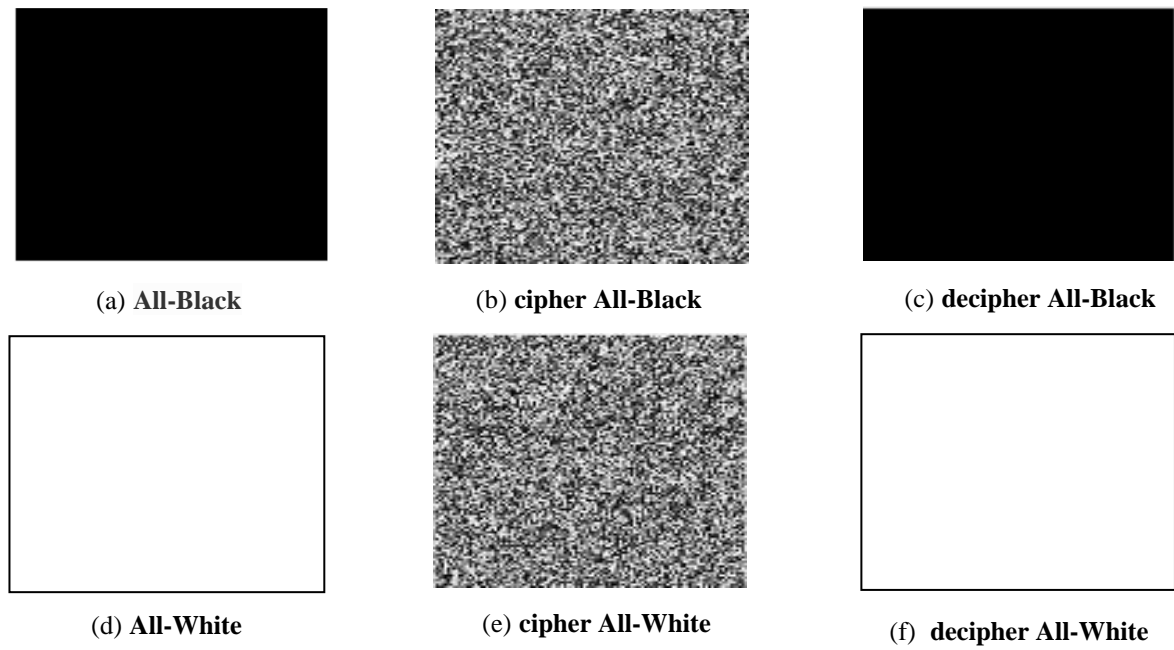 (a) All-Black
(b) cipher All-Black
(c) decipher All-Black
(d) All-White
(e) cipher All-White
(f) decipher All-White